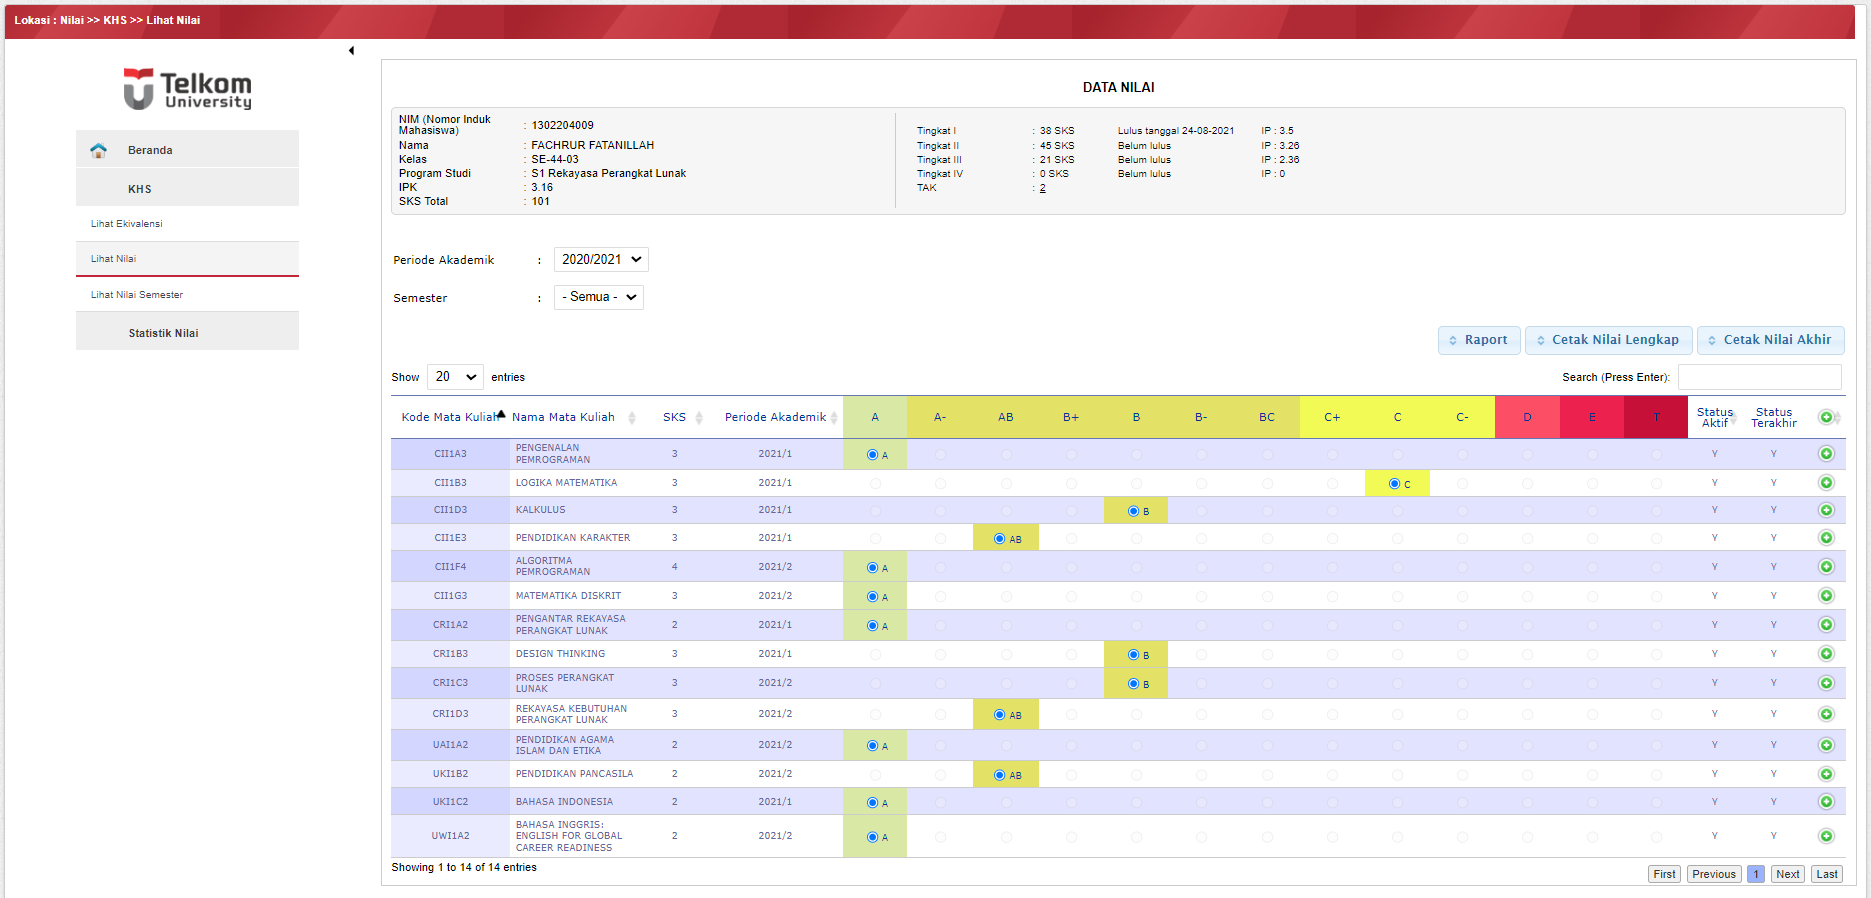 Lokasi : Nilai >> KHS >> Lihat Nilai
Telkom
University
Beranda
KHS
Lihat Ekivalensi
Lihat Nilai
Lihat Nilai Semester
Statistik Nilai
DATA NILAI
NIM (Nomor Induk Mahasiswa) : 1302204009
Nama : FACHRUR FATANILLAH
Kelas : SE-44-03
Program Studi : S1 Rekayasa Perangkat Lunak
IPK : 3.16
SKS Total : 101
Tingkat I : 38 SKS Lulus tanggal 24-08-2021 IP : 3.5
Tingkat II : 45 SKS Belum lulus IP : 3.26
Tingkat III : 21 SKS Belum lulus IP : 2.36
Tingkat IV : 0 SKS Belum lulus IP : 0
TAK : 2
Periode Akademik : 2020/2021
Semester : - Semua -
Raport Cetak Nilai Lengkap Cetak Nilai Akhir
Show 20 entries Search (Press Enter):
Kode Mata Kuliah Nama Mata Kuliah SKS Periode Akademik A A- AB B+ B B- BC C+ C C- D E T Status Aktif Status Terakhir
CII1A3 PENGENALAN PEMROGRAMAN 3 2021/1 A Y Y
CII1B3 LOGIKA MATEMATIKA 3 2021/1 C Y Y
CII1D3 KALKULUS 3 2021/1 B Y Y
CII1E3 PENDIDIKAN KARAKTER 3 2021/1 AB Y Y
CII1F4 ALGORITMA PEMROGRAMAN 4 2021/2 A Y Y
CII1G3 MATEMATIKA DISKRIT 3 2021/2 A Y Y
CRI1A2 PENGANTAR REKAYASA PERANGKAT LUNAK 2 2021/1 A Y Y
CRI1B3 DESIGN THINKING 3 2021/1 B Y Y
CRI1C3 PROSES PERANGKAT LUNAK 3 2021/2 B Y Y
CRI1D3 REKAYASA KEBUTUHAN PERANGKAT LUNAK 3 2021/2 AB Y Y
UAI1A2 PENDIDIKAN AGAMA ISLAM DAN ETIKA 2 2021/2 A Y Y
UKI1B2 PENDIDIKAN PANCASILA 2 2021/2 AB Y Y
UKI1C2 BAHASA INDONESIA 2 2021/1 A Y Y
UWI1A2 BAHASA INGGRIS: ENGLISH FOR GLOBAL CAREER READINESS 2 2021/2 A Y Y
Showing 1 to 14 of 14 entries
First Previous 1 Next Last